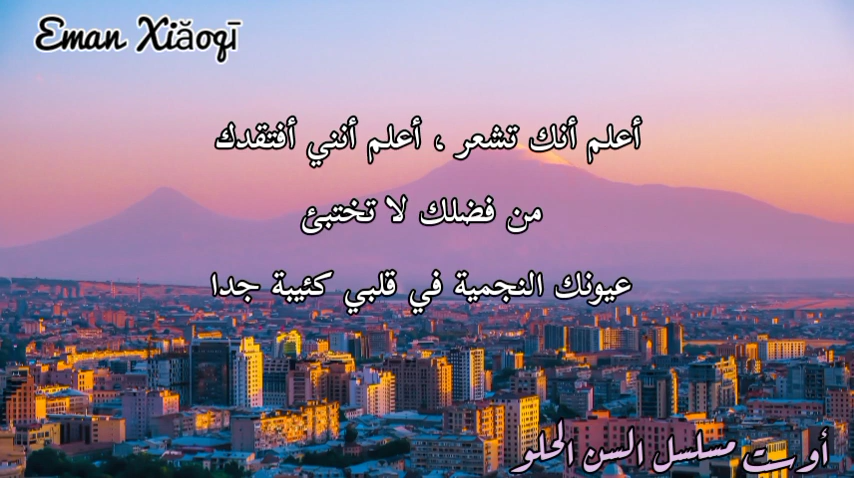 Eman Xiǎoqī
أعلم أنك تشعر ، أعلم أنني أفتقدك
من فضلك لا تختبئ
عيونك النجمية في قلبي كئيبة جدا
أوست مسلسل السن الحلو